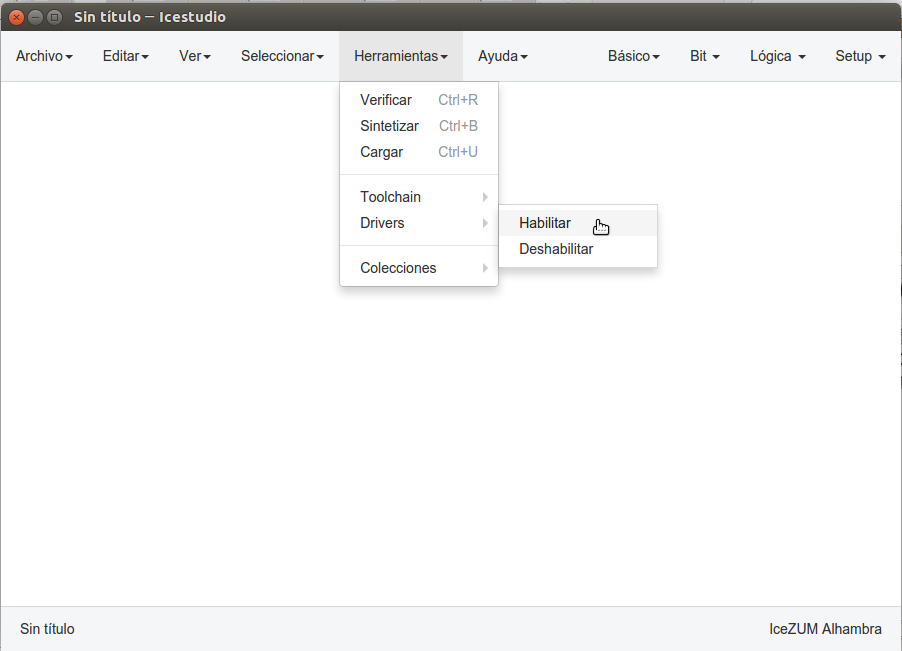 Sin título — Icestudio
Archivo Editar Ver Seleccionar Herramientas Ayuda Básico Bit Lógica Setup
Verificar Ctrl+R
Sintetizar Ctrl+B
Cargar Ctrl+U
Toolchain
Drivers
Habilitar
Deshabilitar
Colecciones
Sin título IceZUM Alhambra